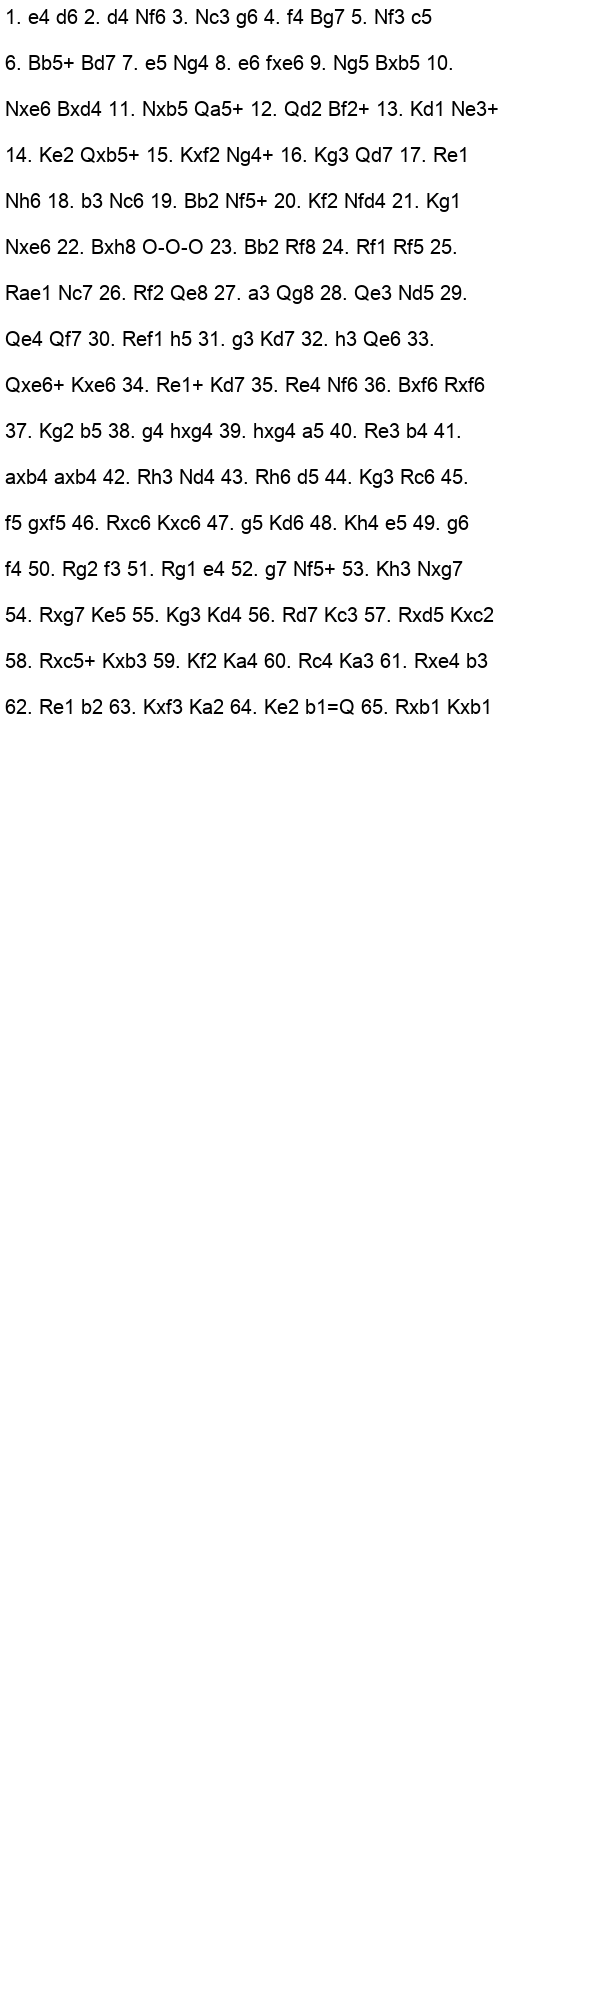 1. e4 d6 2. d4 Nf6 3. Nc3 g6 4. f4 Bg7 5. Nf3 c5
6. Bb5+ Bd7 7. e5 Ng4 8. e6 fxe6 9. Ng5 Bxb5 10.
Nxe6 Bxd4 11. Nxb5 Qa5+ 12. Qd2 Bf2+ 13. Kd1 Ne3+
14. Ke2 Qxb5+ 15. Kxf2 Ng4+ 16. Kg3 Qd7 17. Re1
Nh6 18. b3 Nc6 19. Bb2 Nf5+ 20. Kf2 Nfd4 21. Kg1
Nxe6 22. Bxh8 O-O-O 23. Bb2 Rf8 24. Rf1 Rf5 25.
Rae1 Nc7 26. Rf2 Qe8 27. a3 Qg8 28. Qe3 Nd5 29.
Qe4 Qf7 30. Ref1 h5 31. g3 Kd7 32. h3 Qe6 33.
Qxe6+ Kxe6 34. Re1+ Kd7 35. Re4 Nf6 36. Bxf6 Rxf6
37. Kg2 b5 38. g4 hxg4 39. hxg4 a5 40. Re3 b4 41.
axb4 axb4 42. Rh3 Nd4 43. Rh6 d5 44. Kg3 Rc6 45.
f5 gxf5 46. Rxc6 Kxc6 47. g5 Kd6 48. Kh4 e5 49. g6
f4 50. Rg2 f3 51. Rg1 e4 52. g7 Nf5+ 53. Kh3 Nxg7
54. Rxg7 Ke5 55. Kg3 Kd4 56. Rd7 Kc3 57. Rxd5 Kxc2
58. Rxc5+ Kxb3 59. Kf2 Ka4 60. Rc4 Ka3 61. Rxe4 b3
62. Re1 b2 63. Kxf3 Ka2 64. Ke2 b1=Q 65. Rxb1 Kxb1